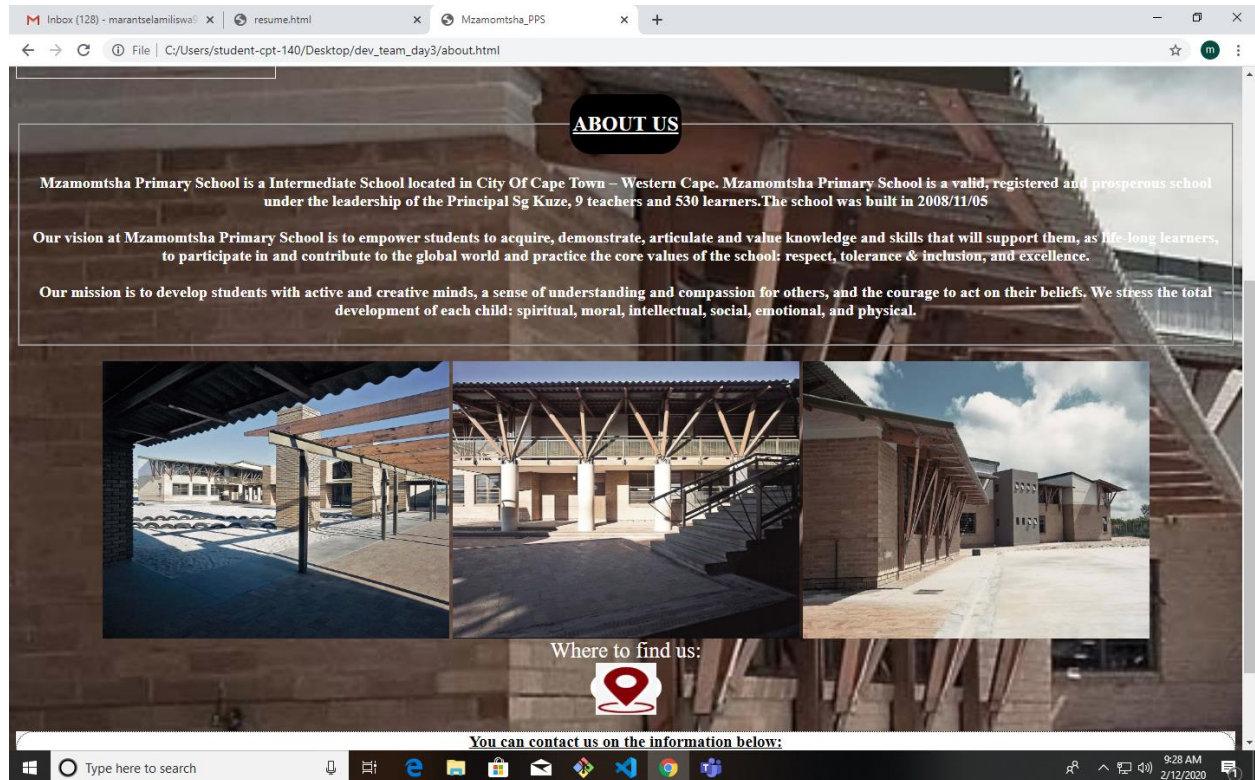 Inbox (128) - marantselamiliswa
resume.html
Mzamomtsha_PPS
File | C:/Users/student-cpt-140/Desktop/dev_team_day3/about.html
m
ABOUT US
Mzamomtsha Primary School is a Intermediate School located in City Of Cape Town – Western Cape. Mzamomtsha Primary School is a valid, registered and prosperous school
under the leadership of the Principal Sg Kuze, 9 teachers and 530 learners.The school was built in 2008/11/05
Our vision at Mzamomtsha Primary School is to empower students to acquire, demonstrate, articulate and value knowledge and skills that will support them, as life-long learners,
to participate in and contribute to the global world and practice the core values of the school: respect, tolerance & inclusion, and excellence.
Our mission is to develop students with active and creative minds, a sense of understanding and compassion for others, and the courage to act on their beliefs. We stress the total
development of each child: spiritual, moral, intellectual, social, emotional, and physical.
Where to find us:
You can contact us on the information below:
Type here to search
9:28 AM
2/12/2020